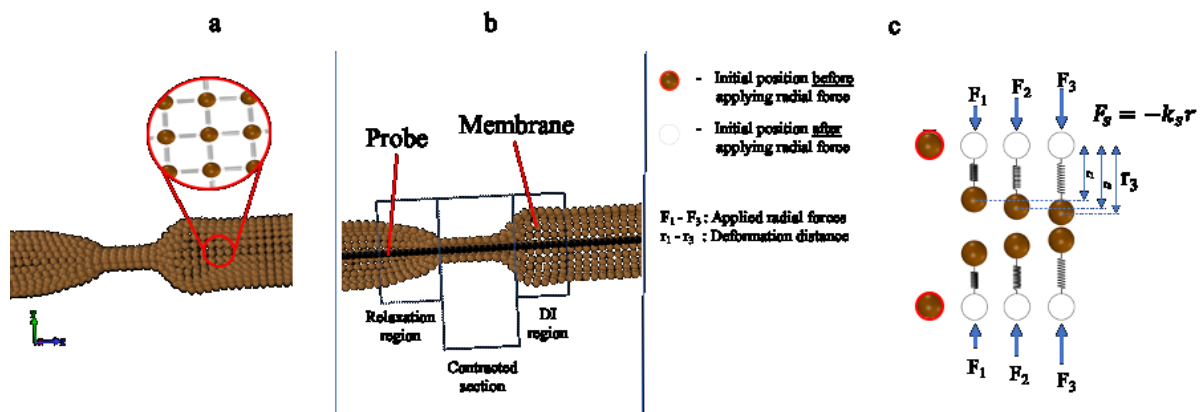 a
b
c
Probe
Membrane
Relaxation
region
Contracted
section
DI
region
- Initial position before
applying radial force
- Initial position after
applying radial force
F₁ - F₃ : Applied radial forces
r₁ - r₃ : Deformation distance
F₁
F₂
F₃
Fₛ = −kₛr
r₁
r₃
F₁
F₂
F₃